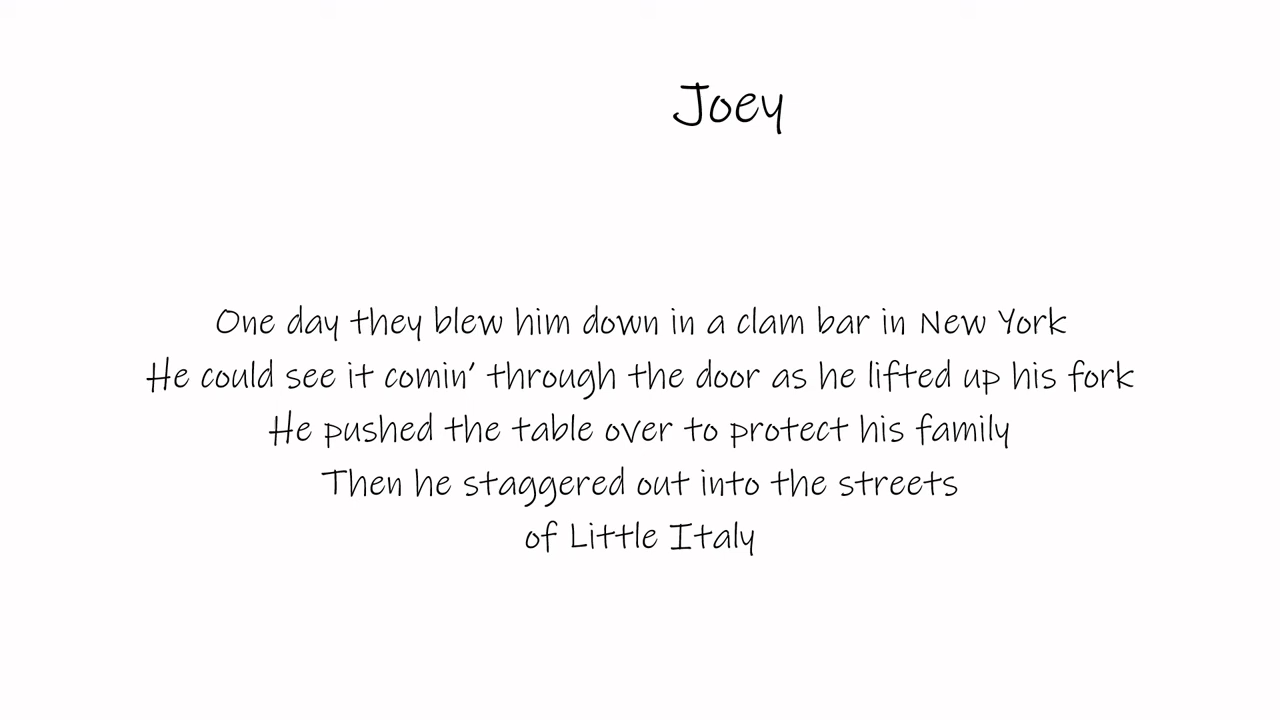 Joey
One day they blew him down in a clam bar in New York
He could see it comin’ through the door as he lifted up his fork
He pushed the table over to protect his family
Then he staggered out into the streets
of Little Italy